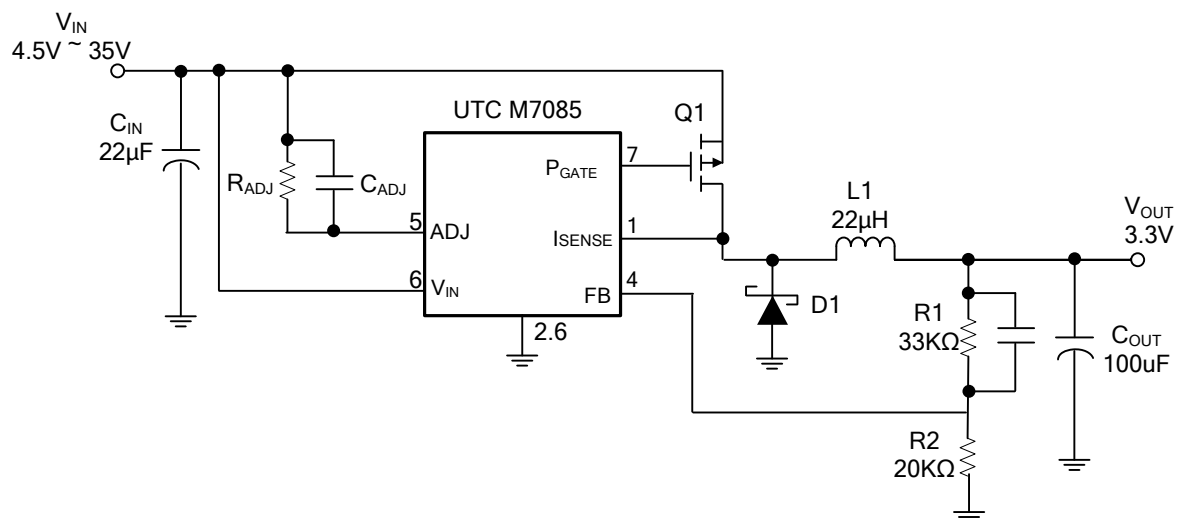 VIN
4.5V ~ 35V
CIN
22µF
RADJ
CADJ
UTC M7085
PGATE
7
Q1
5
ADJ
ISENSE
1
6
VIN
FB
4
2.6
D1
L1
22µH
VOUT
3.3V
R1
33KΩ
COUT
100uF
R2
20KΩ